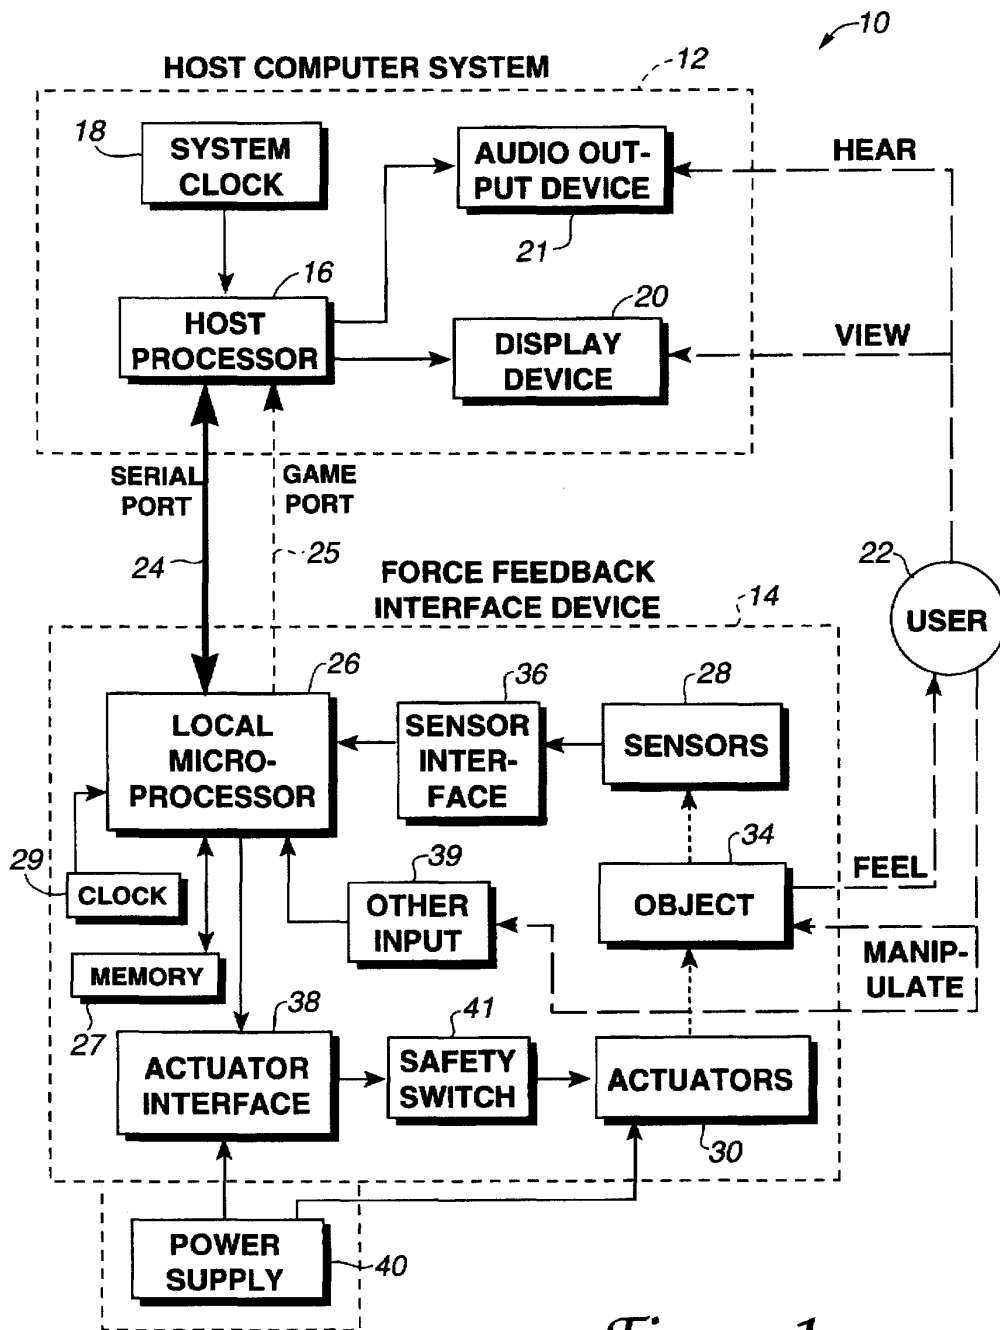 10
HOST COMPUTER SYSTEM
12
18
SYSTEM
CLOCK
AUDIO OUT-
PUT DEVICE
21
HEAR
16
HOST
PROCESSOR
20
DISPLAY
DEVICE
VIEW
SERIAL
PORT
GAME
PORT
24
25
FORCE FEEDBACK
INTERFACE DEVICE
14
22
USER
26
LOCAL
MICRO-
PROCESSOR
36
SENSOR
INTER-
FACE
28
SENSORS
29
CLOCK
39
OTHER
INPUT
34
OBJECT
FEEL
MANIP-
ULATE
MEMORY
27
38
ACTUATOR
INTERFACE
41
SAFETY
SWITCH
ACTUATORS
30
POWER
SUPPLY
40
Figure 1